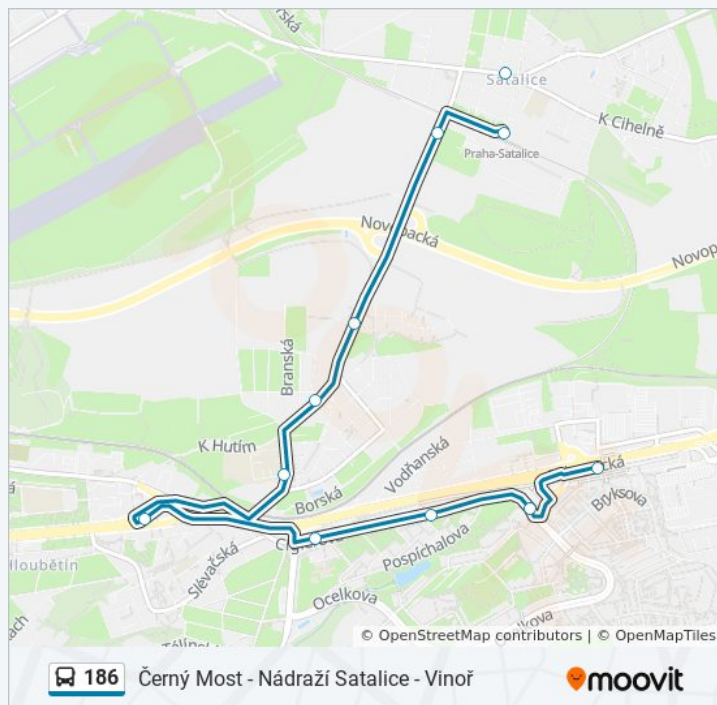 Satalice
K Cihelně
Praha-Satalice
Novopacká
Novop
Branská
K Hutím
Vodňanská
Borská
cká
Bryksova
Slévačská
Pospíchalova
Hloubětín
Ocelkova
© OpenStreetMap contributors | © OpenMapTiles
186 Černý Most - Nádraží Satalice - Vinoř
moovit